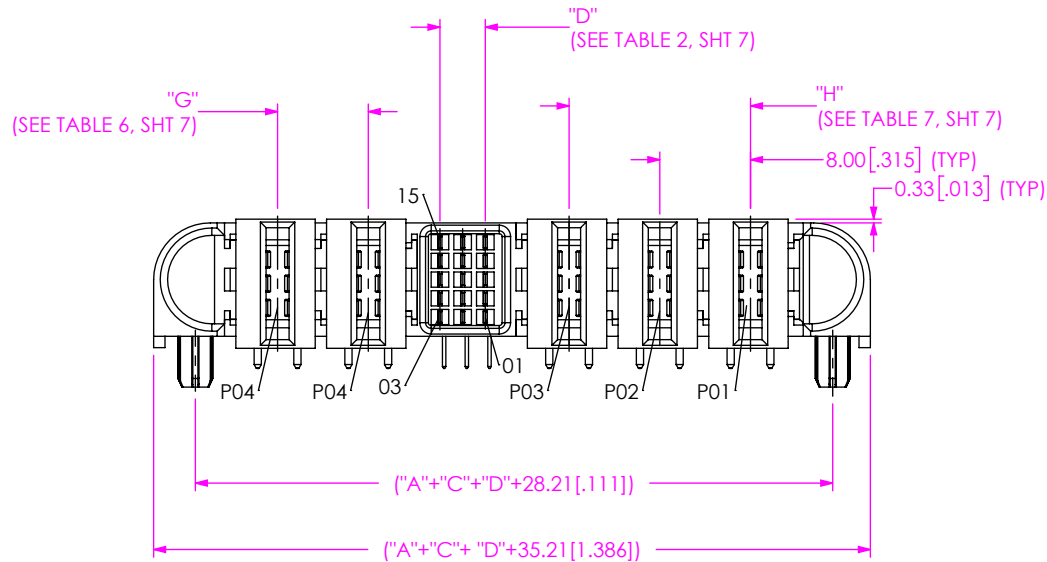 "D"
(SEE TABLE 2, SHT 7)
"G"
(SEE TABLE 6, SHT 7)
"H"
(SEE TABLE 7, SHT 7)
8.00[.315] (TYP)
0.33[.013] (TYP)
15
01
03
P04
P04
P03
P02
P01
("A"+"C"+"D"+28.21[.111])
("A"+"C"+ "D"+35.21[1.386])